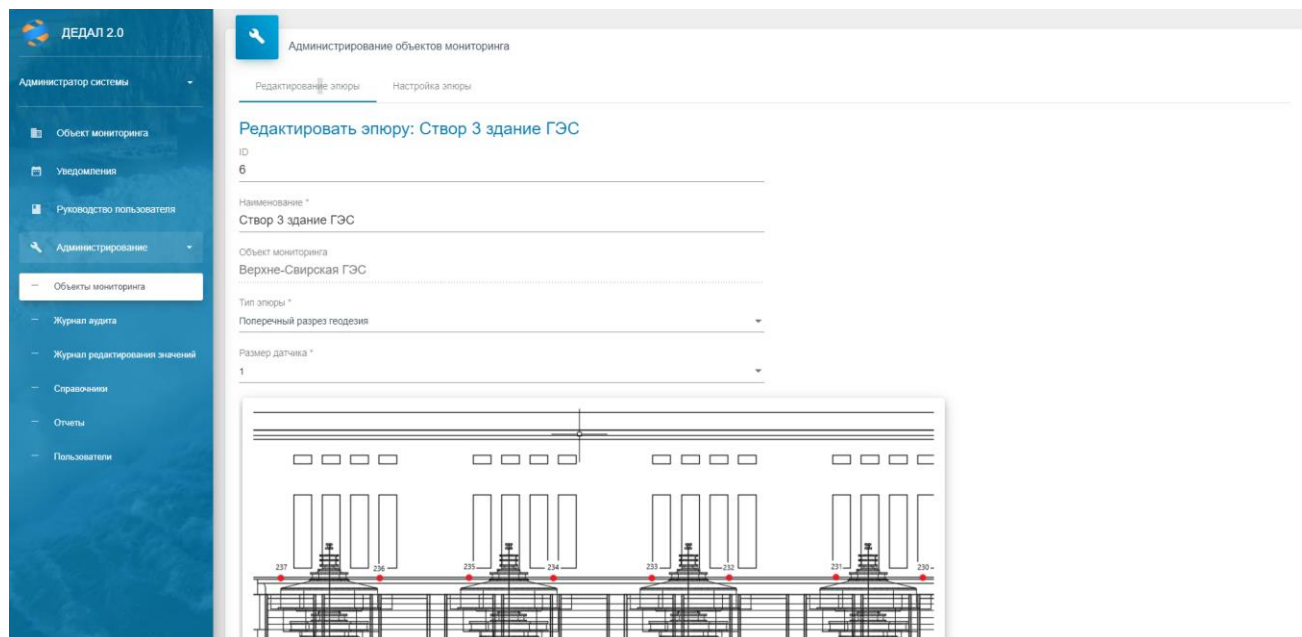 ДЕДАЛ 2.0
Администратор системы
Объект мониторинга
Уведомления
Руководство пользователя
Администрирование
Объекты мониторинга
Журнал аудита
Журнал редактирования значений
Справочники
Отчеты
Пользователи
Администрирование объектов мониторинга
Редактирование эпюры Настройка эпюры
Редактировать эпюру: Створ 3 здание ГЭС
ID
6
Наименование *
Створ 3 здание ГЭС
Объект мониторинга
Верхне-Свирская ГЭС
Тип эпюры *
Поперечный разрез геодезия
Размер датчика *
1
237 236 235 234 233 232 231 230